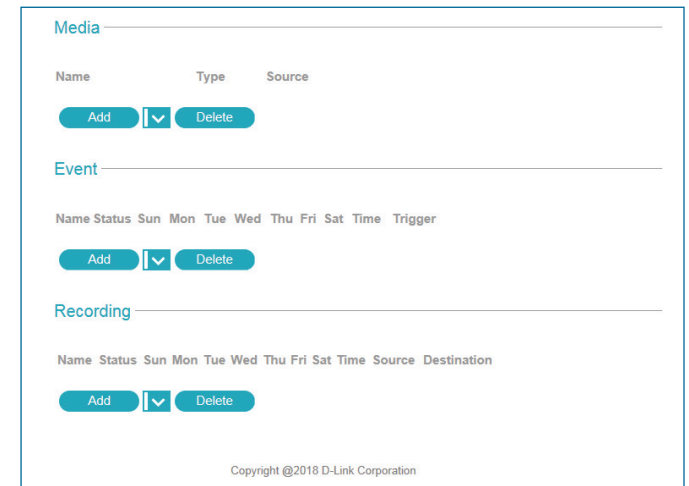 Media
Name Type Source
Add Delete
Event
Name Status Sun Mon Tue Wed Thu Fri Sat Time Trigger
Add Delete
Recording
Name Status Sun Mon Tue Wed Thu Fri Sat Time Source Destination
Add Delete
Copyright @2018 D-Link Corporation